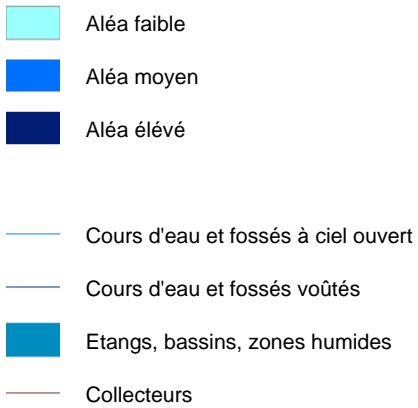 Aléa faible
Aléa moyen
Aléa élévé
Cours d'eau et fossés à ciel ouvert
Cours d'eau et fossés voûtés
Etangs, bassins, zones humides
Collecteurs